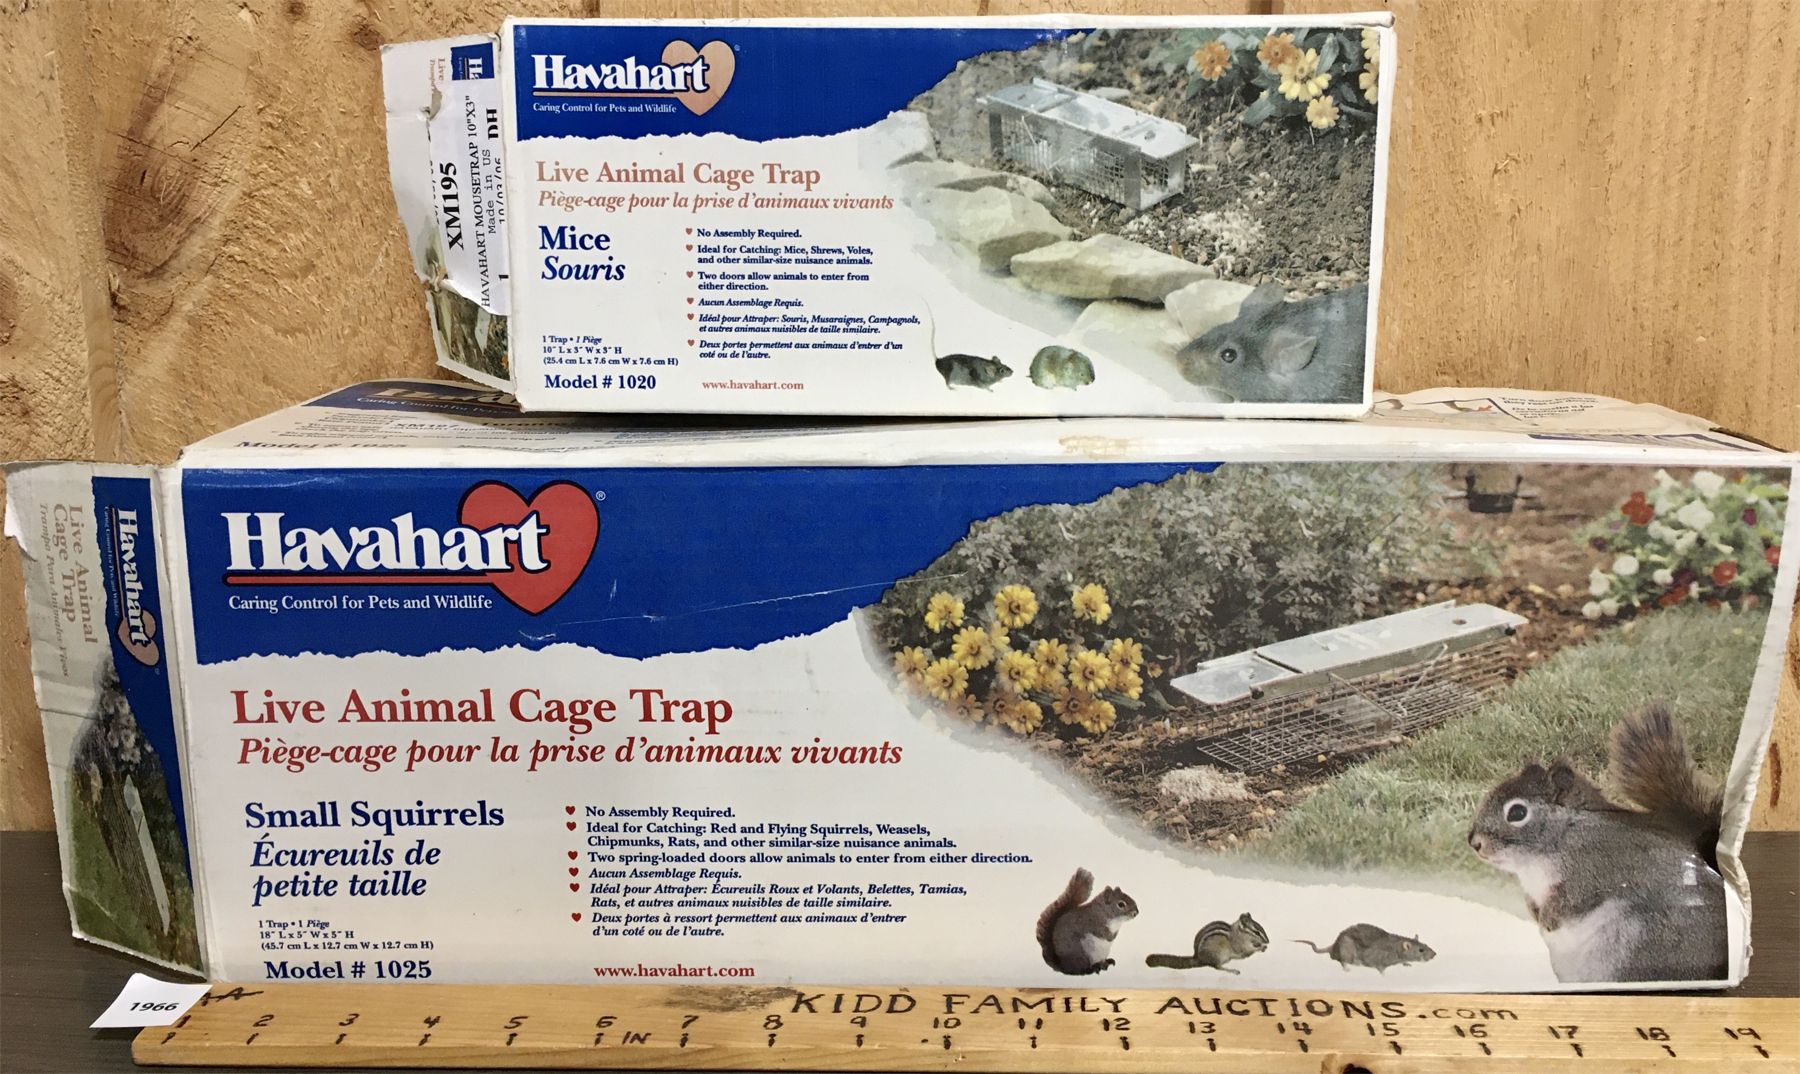 Havahart
Caring Control for Pets and Wildlife
Live Animal Cage Trap
Piège-cage pour la prise d'animaux vivants
Mice
Souris
No Assembly Required.
Ideal for Catching: Mice, Shrews, Voles,
and other similar-size nuisance animals.
Two doors allow animals to enter from
either direction.
Aucun Assemblage Requis.
Idéal pour Attraper: Souris, Musaraignes, Campagnols,
et autres animaux nuisibles de taille similaire.
Deux portes permettent aux animaux d'entrer d'un
coté ou de l'autre.
1 Trap • 1 Piège
10" L x 3" W x 3" H
(25.4 cm L x 7.6 cm W x 7.6 cm H)
Model # 1020
www.havahart.com
XM195
HAVAHART MOUSETRAP 10"X3"
Made in US
DH
1
Havahart®
Caring Control for Pets and Wildlife
Live Animal Cage Trap
Piège-cage pour la prise d'animaux vivants
Small Squirrels
Écureuils de
petite taille
No Assembly Required.
Ideal for Catching: Red and Flying Squirrels, Weasels,
Chipmunks, Rats, and other similar-size nuisance animals.
Two spring-loaded doors allow animals to enter from either direction.
Aucun Assemblage Requis.
Idéal pour Attraper: Écureuils Roux et Volants, Belettes, Tamias,
Rats, et autres animaux nuisibles de taille similaire.
Deux portes à ressort permettent aux animaux d'entrer
d'un coté ou de l'autre.
1 Trap • 1 Piège
18" L x 5" W x 5" H
(45.7 cm L x 12.7 cm W x 12.7 cm H)
Model # 1025
www.havahart.com
Live Animal
Cage Trap
Havahart
1966
KIDD FAMILY AUCTIONS.com
1 2 3 4 5 6 IN 7 8 9 10 11 12 13 14 15 16 17 18 19